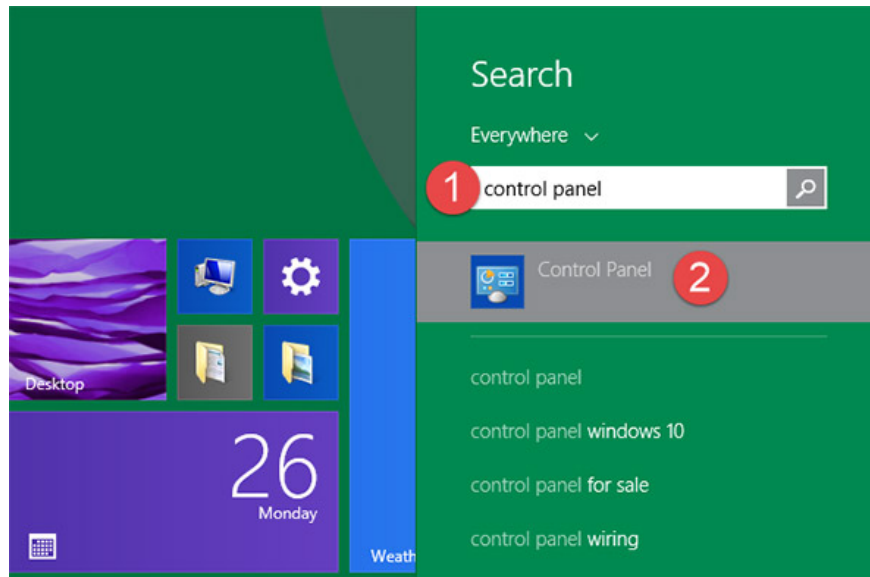 Search
Everywhere
1 control panel
Control Panel 2
control panel
control panel windows 10
control panel for sale
control panel wiring
Desktop
26
Monday
Weath